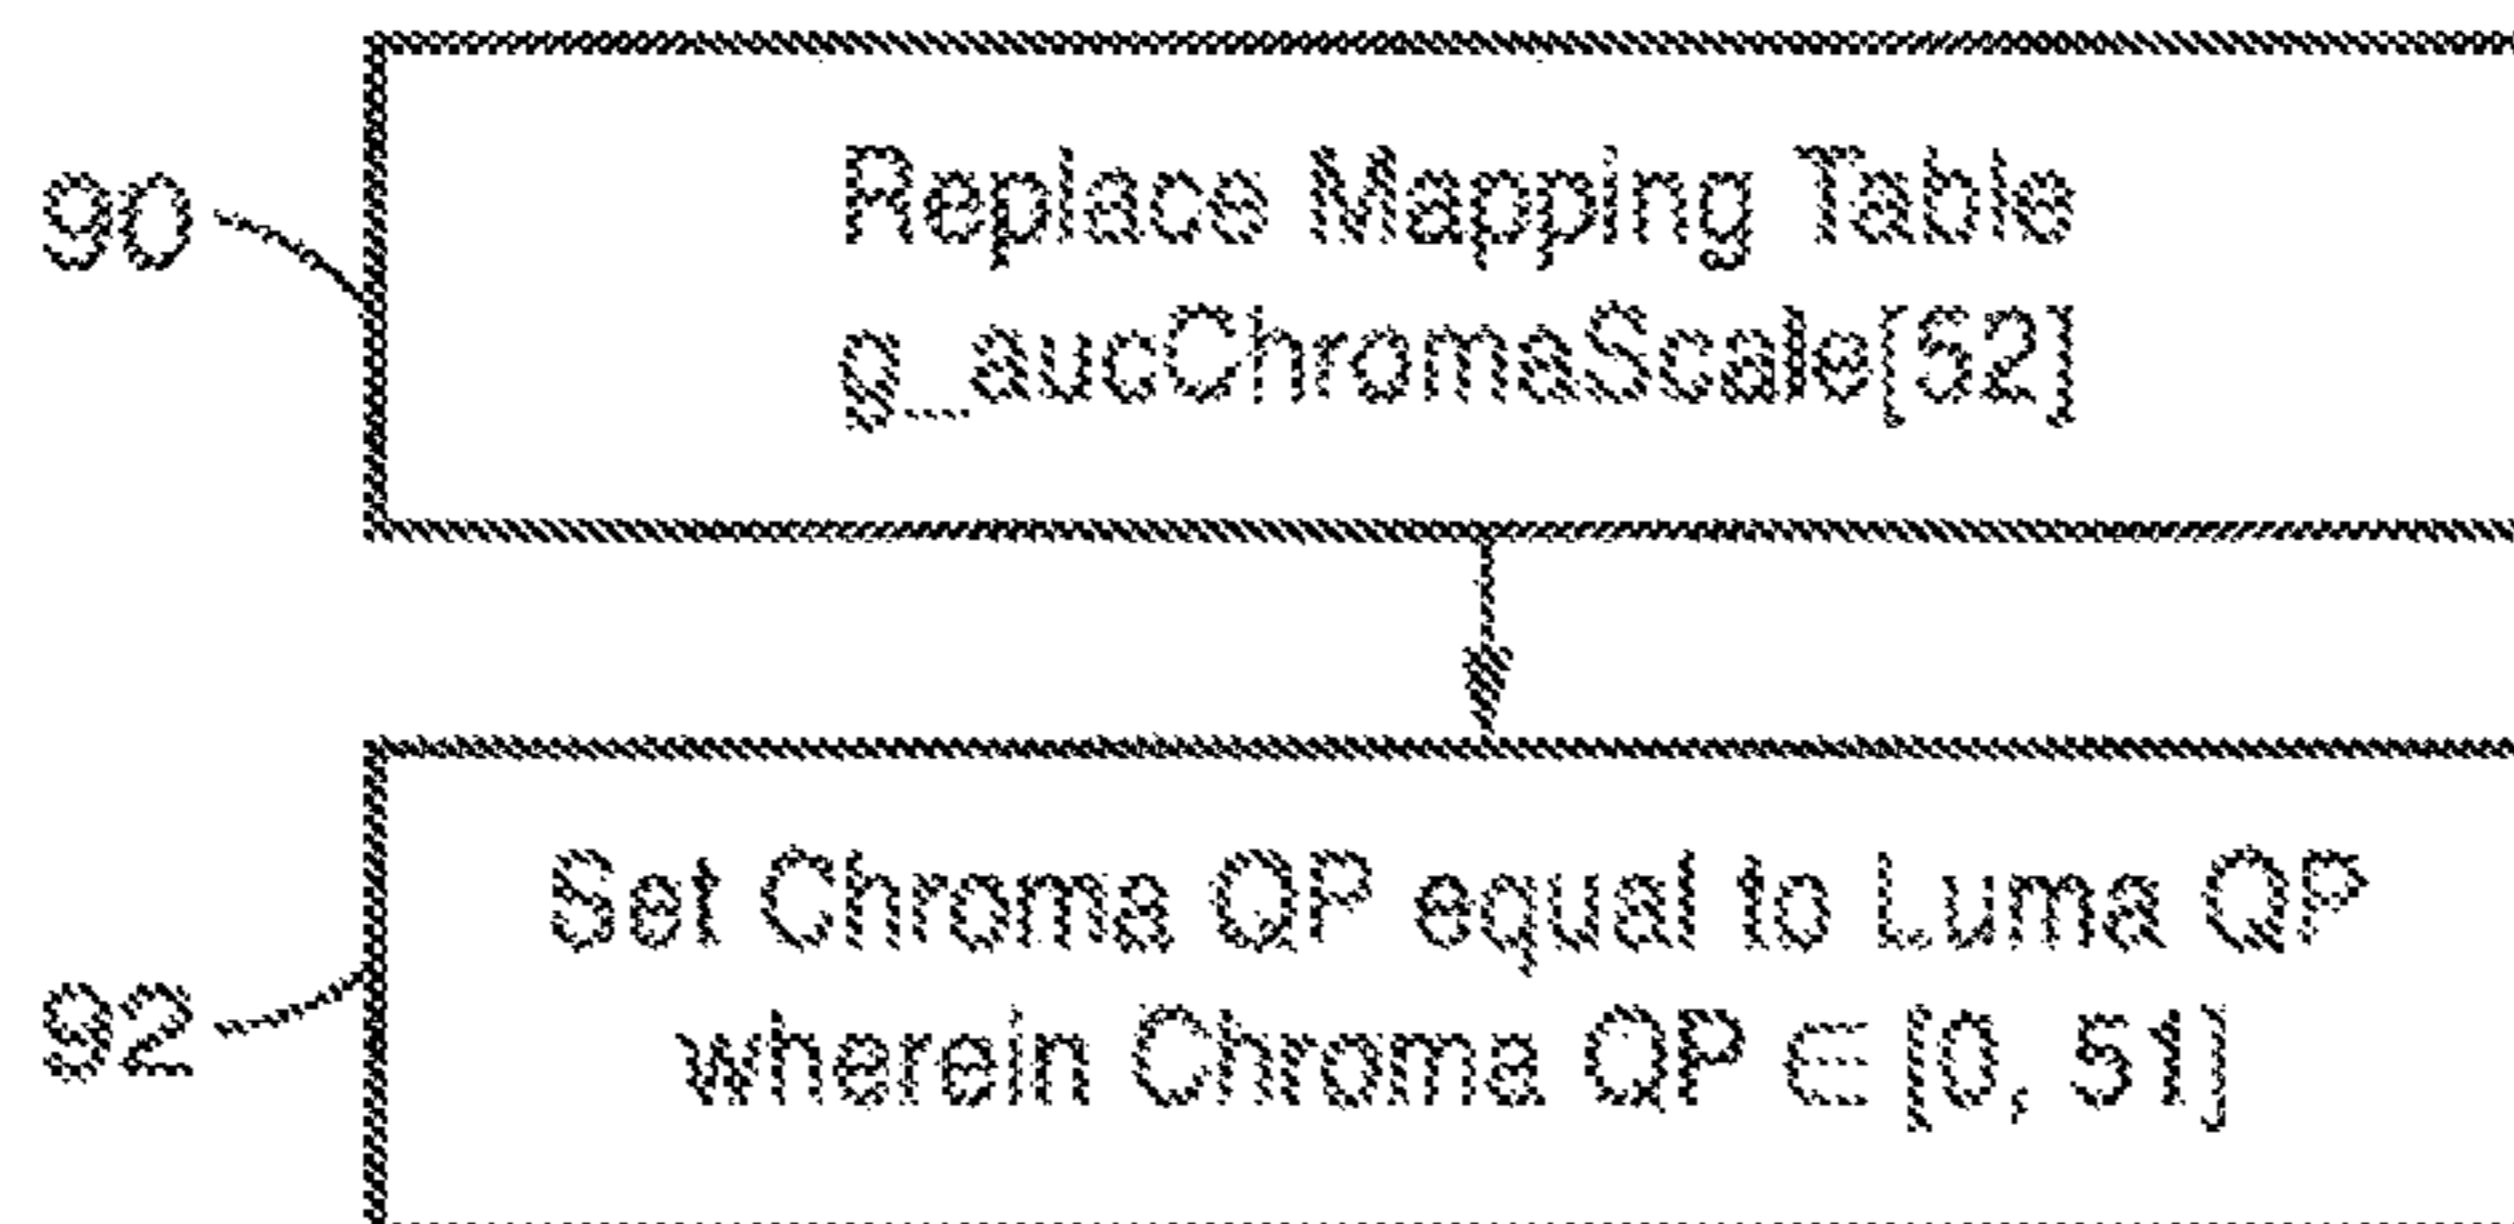 90
Replace Mapping Table
g_aucChromaScale[52]
92
Set Chroma QP equal to Luma QP
wherein Chroma QP ∈ [0, 51]